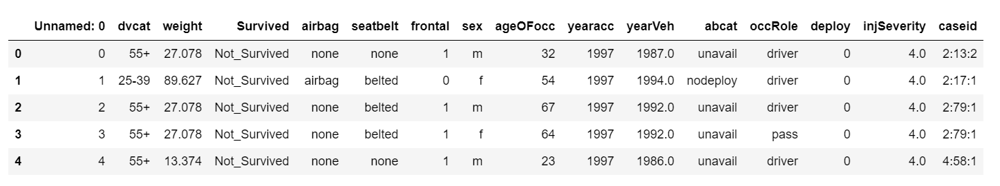 Unnamed: 0 dvcat weight Survived airbag seatbelt frontal sex ageOFocc yearacc yearVeh abcat occRole deploy injSeverity caseid
0 0 55+ 27.078 Not_Survived none none 1 m 32 1997 1987.0 unavail driver 0 4.0 2:13:2
1 1 25-39 89.627 Not_Survived airbag belted 0 f 54 1997 1994.0 nodeploy driver 0 4.0 2:17:1
2 2 55+ 27.078 Not_Survived none belted 1 m 67 1997 1992.0 unavail driver 0 4.0 2:79:1
3 3 55+ 27.078 Not_Survived none belted 1 f 64 1997 1992.0 unavail pass 0 4.0 2:79:1
4 4 55+ 13.374 Not_Survived none none 1 m 23 1997 1986.0 unavail driver 0 4.0 4:58:1